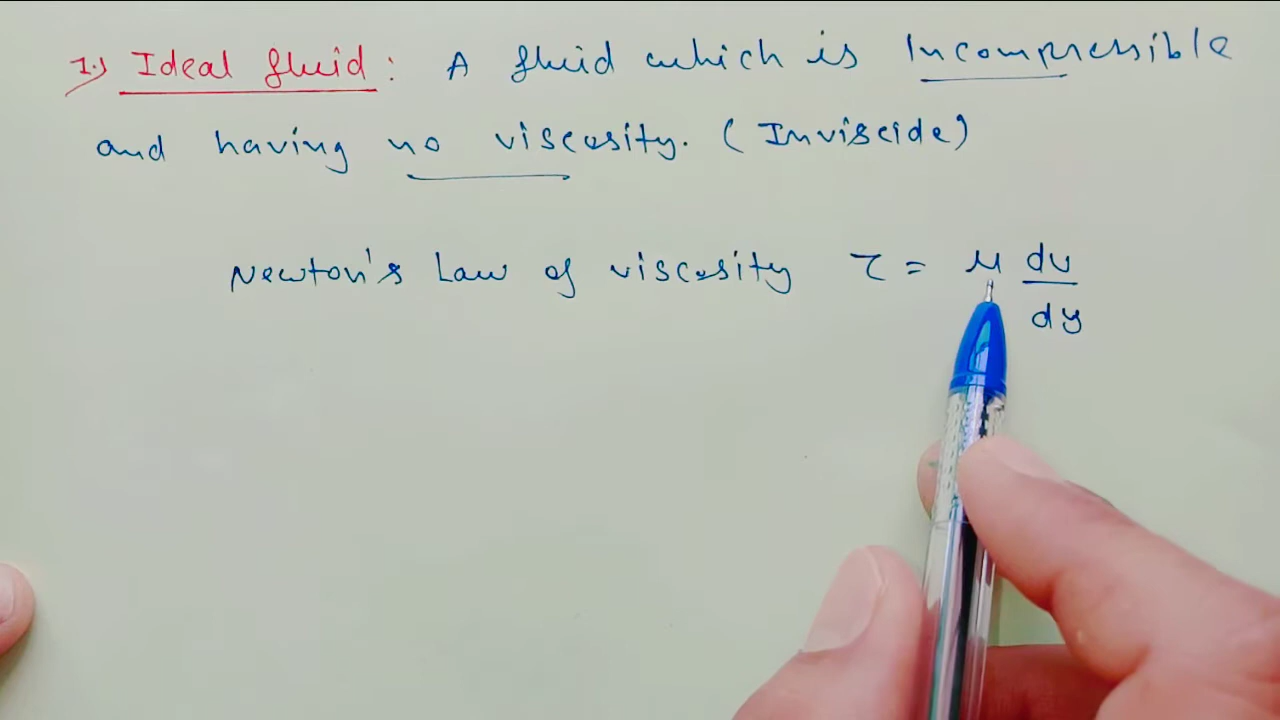 1.) Ideal fluid : A fluid which is Incompressible
and having no viscosity. (Inviscide)
Newton's Law of viscosity τ = μ du/dy